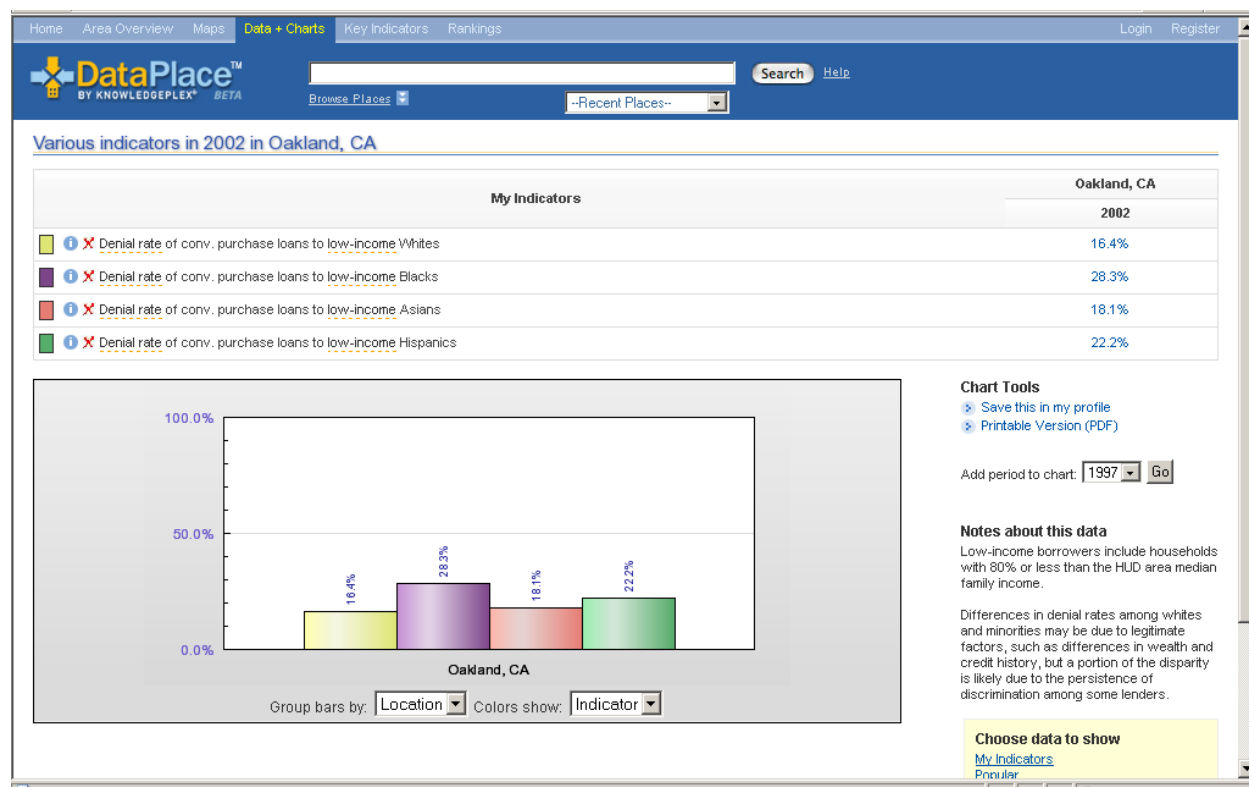 Home Area Overview Maps Data + Charts Key Indicators Rankings Login Register
DataPlace™
BY KNOWLEDGEPLEX® BETA
Search Help
Browse Places --Recent Places--
Various indicators in 2002 in Oakland, CA
My Indicators
Oakland, CA
2002
Denial rate of conv. purchase loans to low-income Whites 16.4%
Denial rate of conv. purchase loans to low-income Blacks 28.3%
Denial rate of conv. purchase loans to low-income Asians 18.1%
Denial rate of conv. purchase loans to low-income Hispanics 22.2%
100.0%
50.0%
0.0%
16.4%
28.3%
18.1%
22.2%
Oakland, CA
Group bars by: Location Colors show: Indicator
Chart Tools
Save this in my profile
Printable Version (PDF)
Add period to chart: 1997 Go
Notes about this data
Low-income borrowers include households
with 80% or less than the HUD area median
family income.
Differences in denial rates among whites
and minorities may be due to legitimate
factors, such as differences in wealth and
credit history, but a portion of the disparity
is likely due to the persistence of
discrimination among some lenders.
Choose data to show
My Indicators
Popular